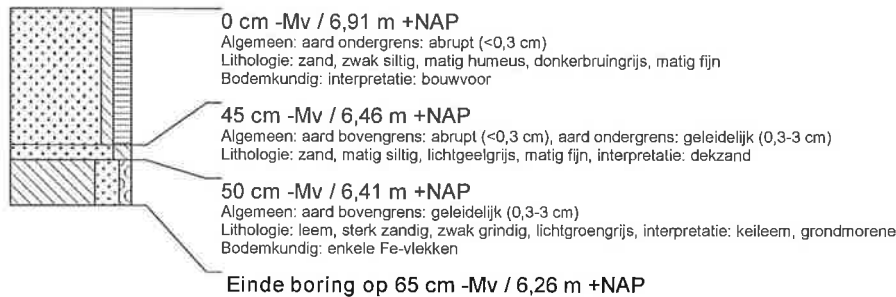 0 cm -Mv / 6,91 m +NAP
Algemeen: aard ondergrens: abrupt (<0,3 cm)
Lithologie: zand, zwak siltig, matig humeus, donkerbruingrijs, matig fijn
Bodemkundig: interpretatie: bouwvoor
45 cm -Mv / 6,46 m +NAP
Algemeen: aard bovengrens: abrupt (<0,3 cm), aard ondergrens: geleidelijk (0,3-3 cm)
Lithologie: zand, matig siltig, lichtgeelgrijs, matig fijn, interpretatie: dekzand
50 cm -Mv / 6,41 m +NAP
Algemeen: aard bovengrens: geleidelijk (0,3-3 cm)
Lithologie: leem, sterk zandig, zwak grindig, lichtgroengrijs, interpretatie: keileem, grondmorene
Bodemkundig: enkele Fe-vlekken
Einde boring op 65 cm -Mv / 6,26 m +NAP